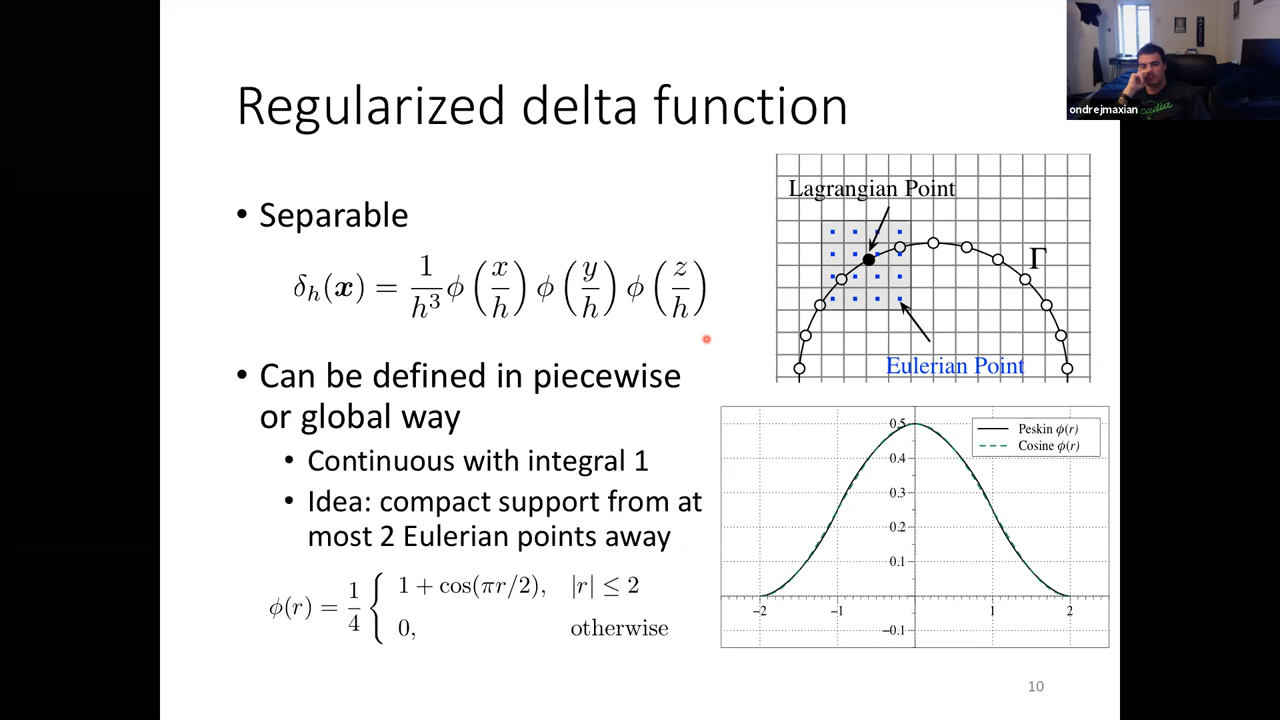 Regularized delta function
• Separable
δ_h(𝒙) = 1/h³ ϕ(x/h) ϕ(y/h) ϕ(z/h)
• Can be defined in piecewise
or global way
• Continuous with integral 1
• Idea: compact support from at
most 2 Eulerian points away
ϕ(r) = 1/4 { 1 + cos(πr/2), |r| ≤ 2
0, otherwise
Lagrangian Point
Γ
Eulerian Point
Peskin ϕ(r)
Cosine ϕ(r)
0.5
0.4
0.3
0.2
0.1
−2 −1 1 2
−0.1
10
ondrejmaxian
cadia